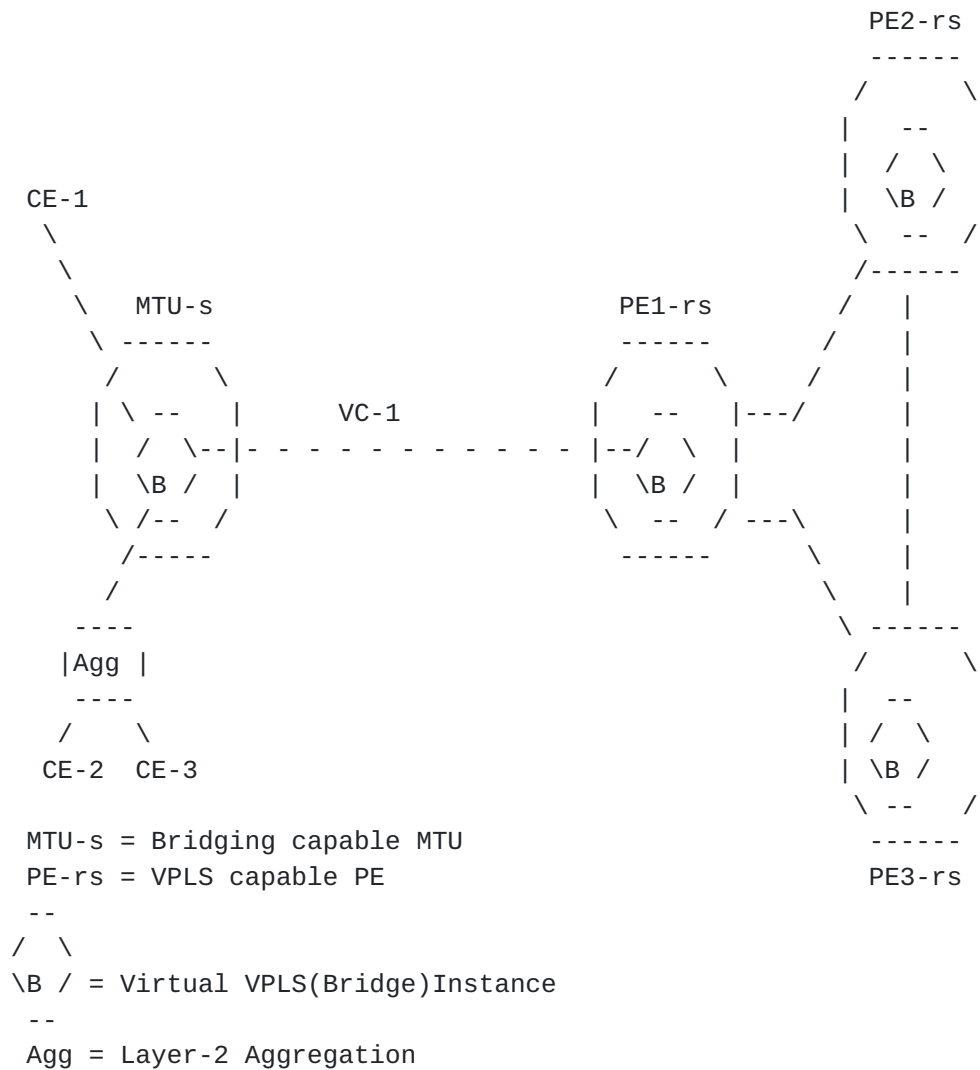 PE2-rs
------
/      \
|   --
|  /  \
CE-1 |  \B /
\ \  --  /
\ /------
\   MTU-s PE1-rs /   |
\ ------ ------ /    |
/      \ /      \ /     |
| \ --   | VC-1 |   --   |---/ |
|  /  \--|- - - - - - - - - - - |--/  \  | |
|  \B /  | |  \B /  | |
\ /--  / \  --  / ---\ |
/----- ------ \     |
/ \    |
---- \ ------
|Agg | /      \
---- |  --
/    \ | /  \
CE-2  CE-3 | \B /
\ --   /
MTU-s = Bridging capable MTU ------
PE-rs = VPLS capable PE PE3-rs
--
/  \
\B / = Virtual VPLS(Bridge)Instance
--
Agg = Layer-2 Aggregation